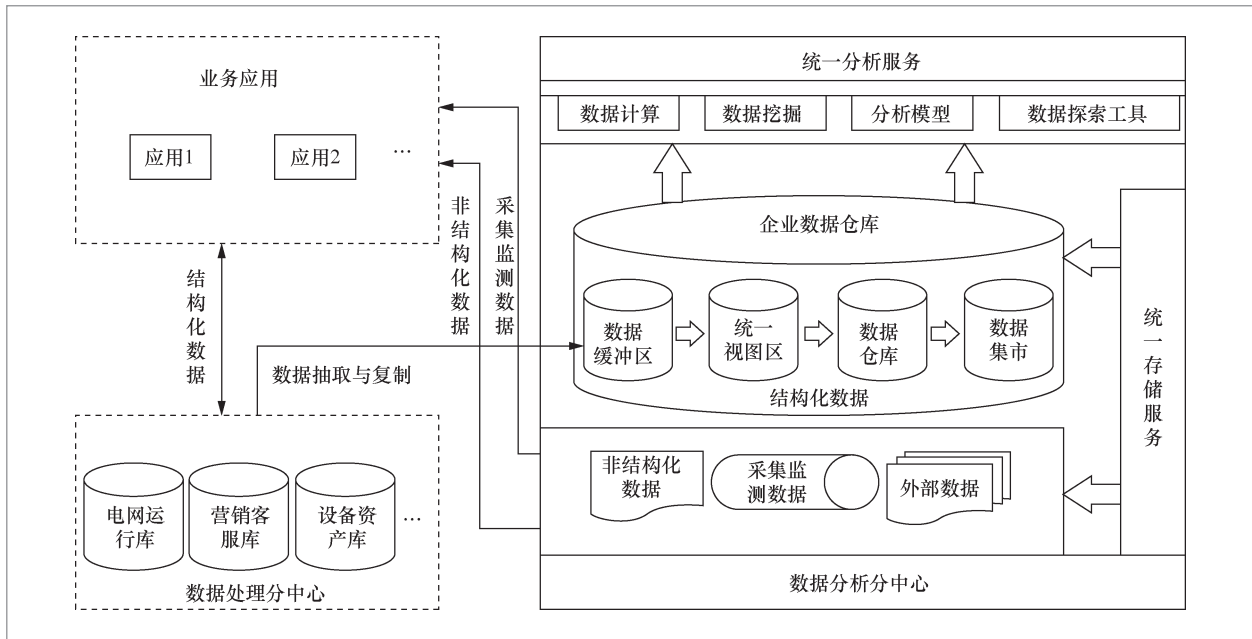 业务应用
应用1
应用2
…
结构化数据
非结构化数据
采集监测数据
数据抽取与复制
电网运
行库
营销客
服库
设备资
产库
…
数据处理分中心
统一分析服务
数据计算
数据挖掘
分析模型
数据探索工具
企业数据仓库
数据
缓冲区
统一
视图区
数据
仓库
数据
集市
结构化数据
统一存储服务
非结构化
数据
采集监
测数据
外部数据
数据分析分中心